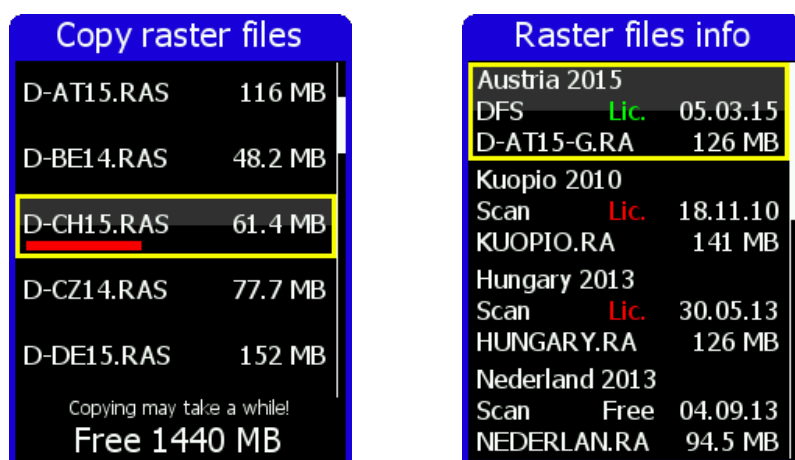 Copy raster files
D-AT15.RAS 116 MB
D-BE14.RAS 48.2 MB
D-CH15.RAS 61.4 MB
D-CZ14.RAS 77.7 MB
D-DE15.RAS 152 MB
Copying may take a while!
Free 1440 MB
Raster files info
Austria 2015
DFS Lic. 05.03.15
D-AT15-G.RA 126 MB
Kuopio 2010
Scan Lic. 18.11.10
KUOPIO.RA 141 MB
Hungary 2013
Scan Lic. 30.05.13
HUNGARY.RA 126 MB
Nederland 2013
Scan Free 04.09.13
NEDERLAN.RA 94.5 MB